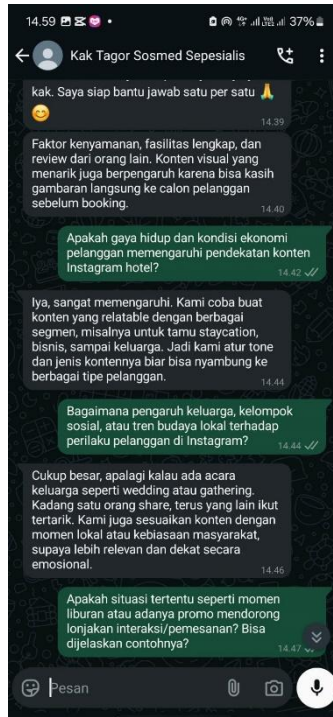 14.59
37%
Kak Tagor Sosmed Sepesialis
kak. Saya siap bantu jawab satu per satu 🙏
😊
14.39
Faktor kenyamanan, fasilitas lengkap, dan
review dari orang lain. Konten visual yang
menarik juga berpengaruh karena bisa kasih
gambaran langsung ke calon pelanggan
sebelum booking.
14.40
Apakah gaya hidup dan kondisi ekonomi
pelanggan memengaruhi pendekatan konten
Instagram hotel?
14.42
Iya, sangat memengaruhi. Kami coba buat
konten yang relatable dengan berbagai
segmen, misalnya untuk tamu staycation,
bisnis, sampai keluarga. Jadi kami atur tone
dan jenis kontennya biar bisa nyambung ke
berbagai tipe pelanggan.
14.44
Bagaimana pengaruh keluarga, kelompok
sosial, atau tren budaya lokal terhadap
perilaku pelanggan di Instagram?
14.44
Cukup besar, apalagi kalau ada acara
keluarga seperti wedding atau gathering.
Kadang satu orang share, terus yang lain ikut
tertarik. Kami juga sesuaikan konten dengan
momen lokal atau kebiasaan masyarakat,
supaya lebih relevan dan dekat secara
emosional.
14.46
Apakah situasi tertentu seperti momen
liburan atau adanya promo mendorong
lonjakan interaksi/pemesanan? Bisa
dijelaskan contohnya?
14.47
Pesan